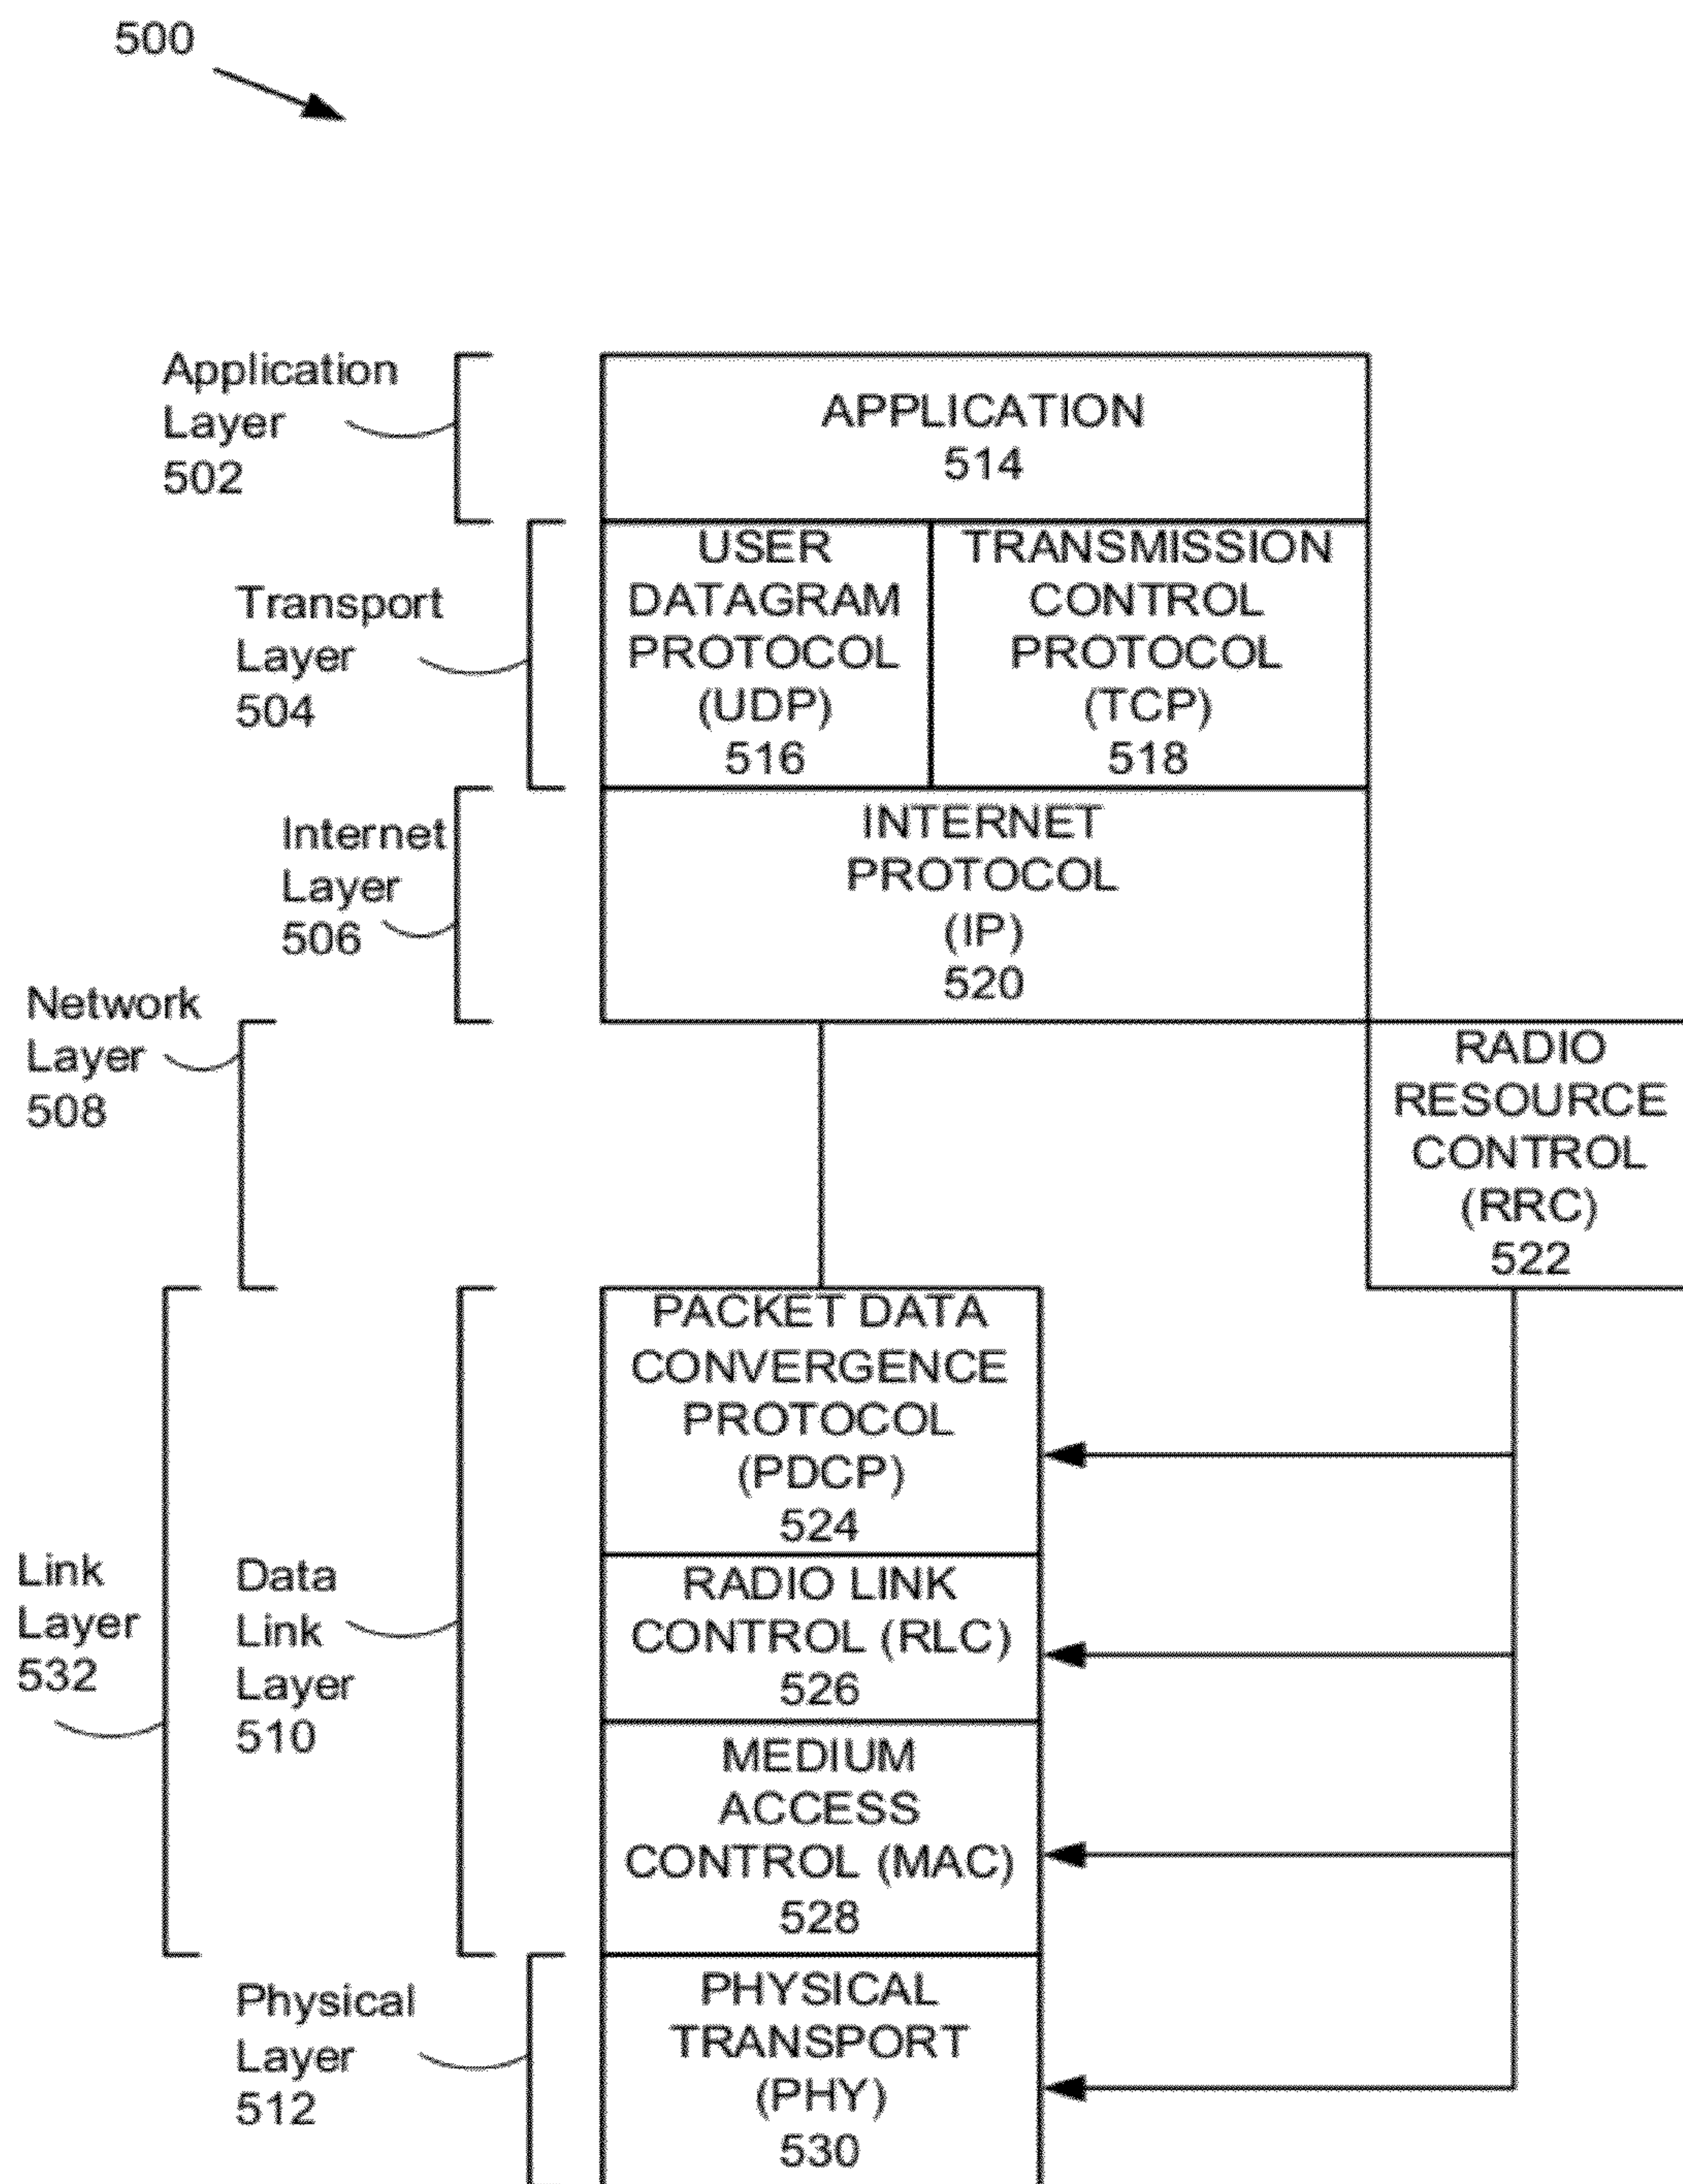 500
Application
Layer
502
APPLICATION
514
Transport
Layer
504
USER
DATAGRAM
PROTOCOL
(UDP)
516
TRANSMISSION
CONTROL
PROTOCOL
(TCP)
518
Internet
Layer
506
INTERNET
PROTOCOL
(IP)
520
Network
Layer
508
RADIO
RESOURCE
CONTROL
(RRC)
522
Link
Layer
532
Data
Link
Layer
510
PACKET DATA
CONVERGENCE
PROTOCOL
(PDCP)
524
RADIO LINK
CONTROL (RLC)
526
MEDIUM
ACCESS
CONTROL (MAC)
528
Physical
Layer
512
PHYSICAL
TRANSPORT
(PHY)
530